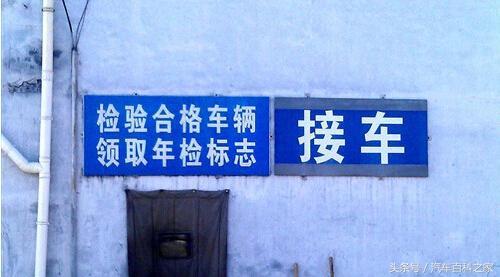 检验合格车辆
领取年检标志
接车
头条号／汽车百科之家